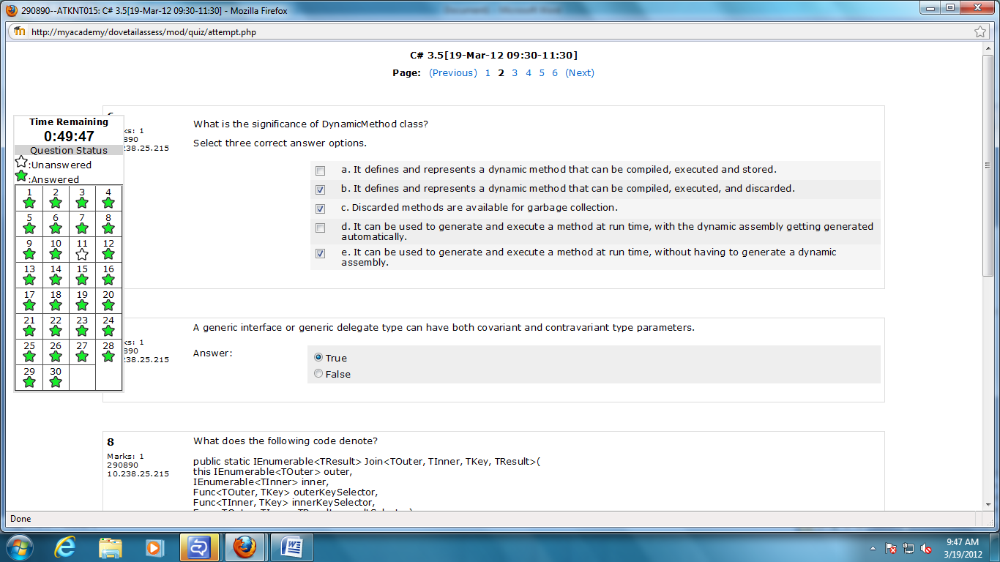 290890--ATKNT015: C# 3.5[19-Mar-12 09:30-11:30] - Mozilla Firefox
http://myacademy/dovetailassess/mod/quiz/attempt.php
C# 3.5[19-Mar-12 09:30-11:30]
Page: (Previous) 1 2 3 4 5 6 (Next)
Time Remaining
0:49:47
Question Status
:Unanswered
:Answered
1 2 3 4
5 6 7 8
9 10 11 12
13 14 15 16
17 18 19 20
21 22 23 24
25 26 27 28
29 30
ks: 1
890
238.25.215
What is the significance of DynamicMethod class?
Select three correct answer options.
a. It defines and represents a dynamic method that can be compiled, executed and stored.
b. It defines and represents a dynamic method that can be compiled, executed, and discarded.
c. Discarded methods are available for garbage collection.
d. It can be used to generate and execute a method at run time, with the dynamic assembly getting generated
automatically.
e. It can be used to generate and execute a method at run time, without having to generate a dynamic
assembly.
ks: 1
890
238.25.215
A generic interface or generic delegate type can have both covariant and contravariant type parameters.
Answer:
True
False
8
Marks: 1
290890
10.238.25.215
What does the following code denote?
public static IEnumerable<TResult> Join<TOuter, TInner, TKey, TResult>(
this IEnumerable<TOuter> outer,
IEnumerable<TInner> inner,
Func<TOuter, TKey> outerKeySelector,
Func<TInner, TKey> innerKeySelector,
Done
9:47 AM
3/19/2012